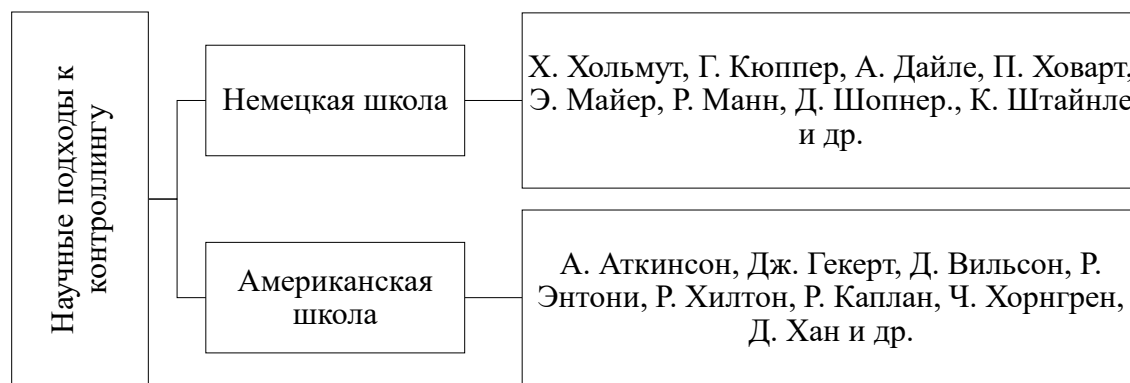 Научные подходы к
контроллингу
Немецкая школа
Х. Хольмут, Г. Кюппер, А. Дайле, П. Ховарт,
Э. Майер, Р. Манн, Д. Шопнер., К. Штайнле
и др.
Американская
школа
А. Аткинсон, Дж. Гекерт, Д. Вильсон, Р.
Энтони, Р. Хилтон, Р. Каплан, Ч. Хорнгрен,
Д. Хан и др.